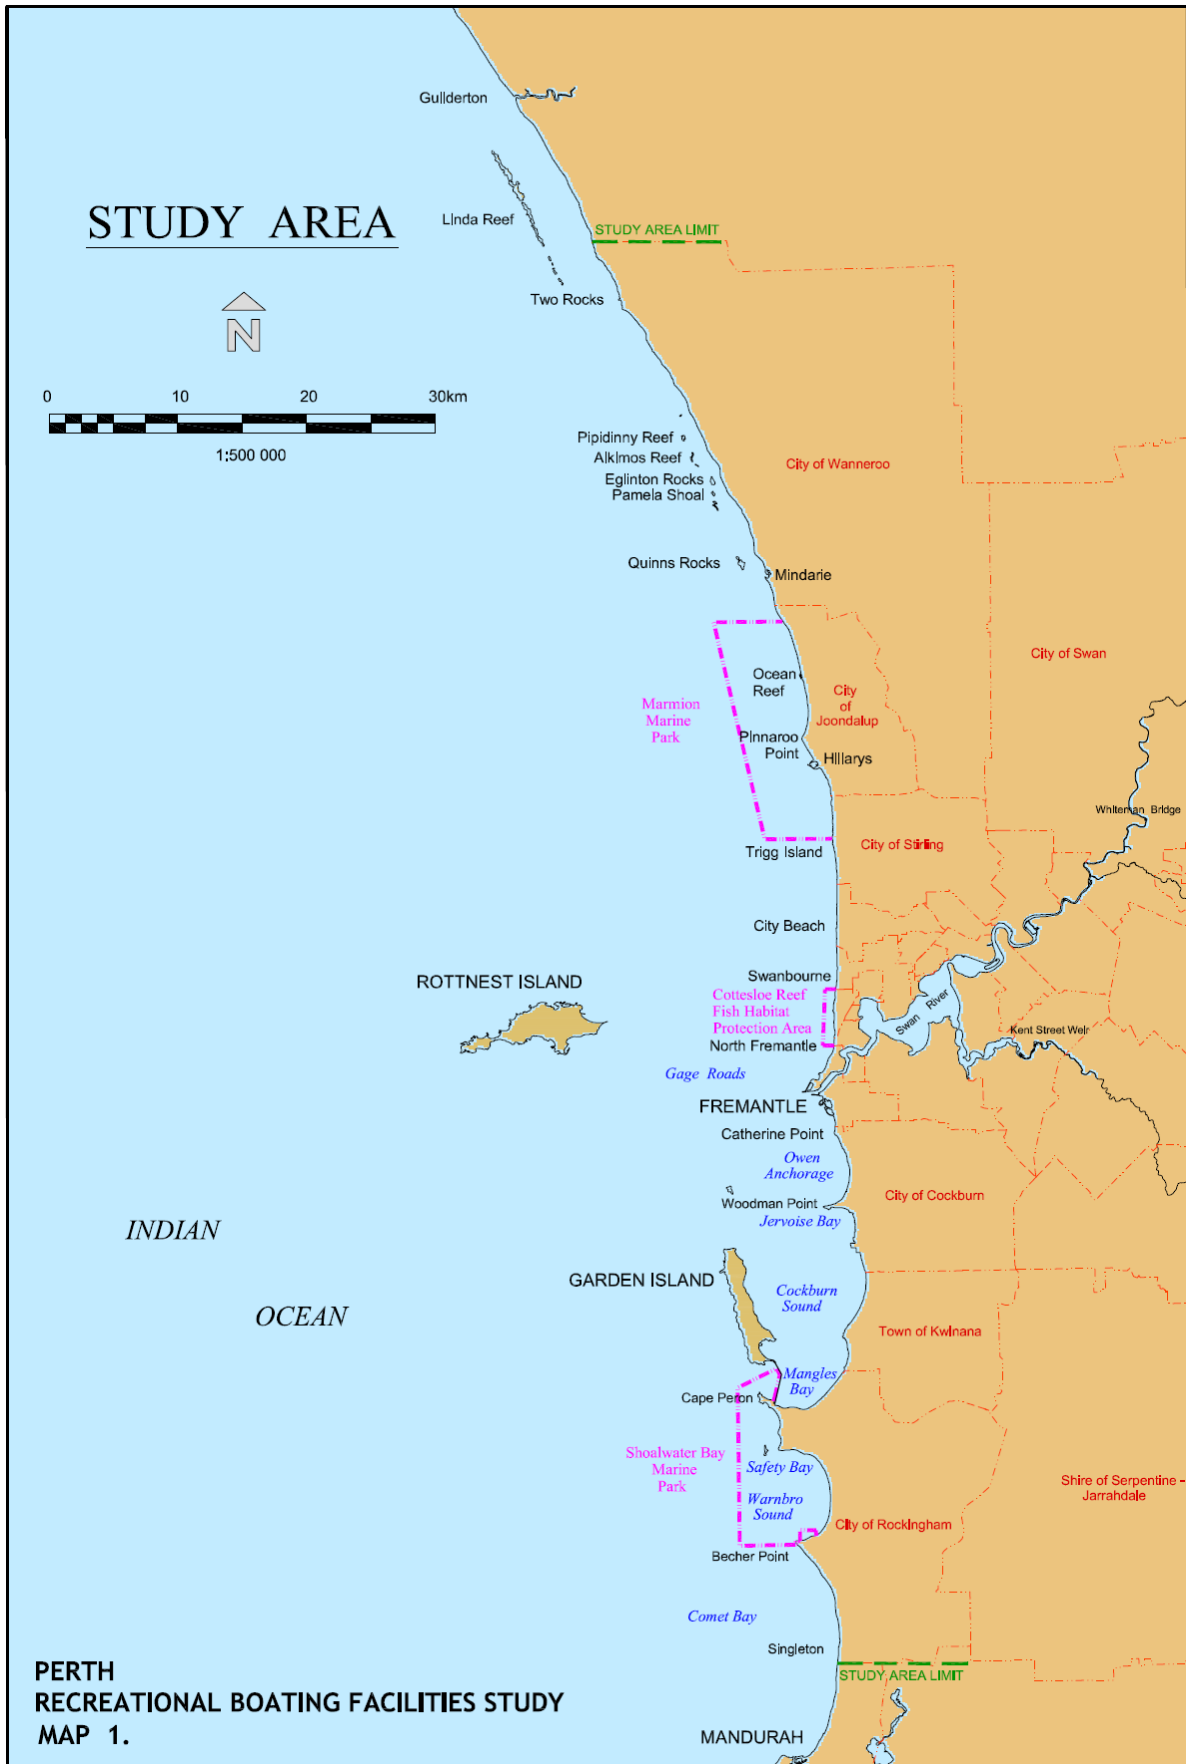 Guilderton
STUDY AREA
Linda Reef
STUDY AREA LIMIT
Two Rocks
N
0 10 20 30km
1:500 000
Pipidinny Reef
Alkimos Reef
Eglinton Rocks
Pamela Shoal
City of Wanneroo
Quinns Rocks
Mindarie
City of Swan
Ocean
Reef
City
of
Joondalup
Marmion
Marine
Park
Pinnaroo
Point
Hillarys
Whiteman Bridge
Trigg Island
City of Stirling
City Beach
Swanbourne
ROTTNEST ISLAND
Cottesloe Reef
Fish Habitat
Protection Area
North Fremantle
Swan River
Kent Street Weir
Gage Roads
FREMANTLE
Catherine Point
Owen
Anchorage
Woodman Point
City of Cockburn
Jervoise Bay
INDIAN
OCEAN
GARDEN ISLAND
Cockburn
Sound
Town of Kwinana
Mangles
Bay
Cape Peron
Shoalwater Bay
Marine
Park
Safety Bay
Warnbro
Sound
Shire of Serpentine -
Jarrahdale
City of Rockingham
Becher Point
Comet Bay
Singleton
STUDY AREA LIMIT
PERTH
RECREATIONAL BOATING FACILITIES STUDY
MAP 1.
MANDURAH